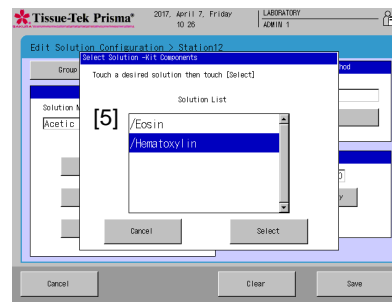 Tissue-Tek Prisma®
2017, April 7, Friday
10 26
LABORATORY
ADMIN 1
Edit Solution Configuration > Station12
Group
hod
Select Solution -Kit Components
Touch a desired solution then touch [Select]
Solution List
Solution N
Acetic
[5]
/Eosin
/Hematoxylin
0
y
Cancel
Select
Cancel
Clear
Save